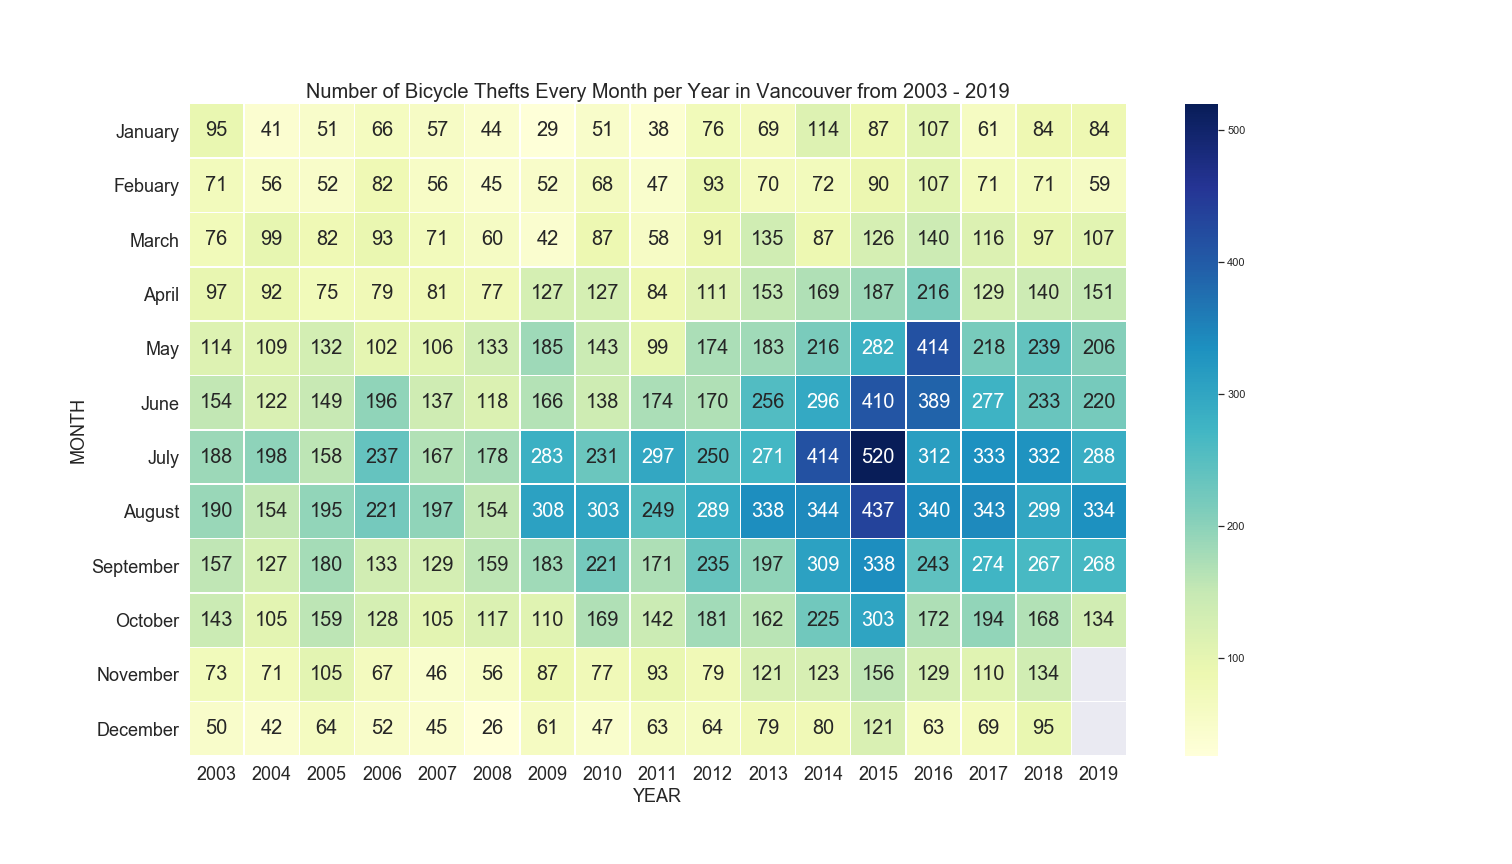 Number of Bicycle Thefts Every Month per Year in Vancouver from 2003 - 2019
January 95 41 51 66 57 44 29 51 38 76 69 114 87 107 61 84 84
Febuary 71 56 52 82 56 45 52 68 47 93 70 72 90 107 71 71 59
March 76 99 82 93 71 60 42 87 58 91 135 87 126 140 116 97 107
April 97 92 75 79 81 77 127 127 84 111 153 169 187 216 129 140 151
May 114 109 132 102 106 133 185 143 99 174 183 216 282 414 218 239 206
June 154 122 149 196 137 118 166 138 174 170 256 296 410 389 277 233 220
July 188 198 158 237 167 178 283 231 297 250 271 414 520 312 333 332 288
August 190 154 195 221 197 154 308 303 249 289 338 344 437 340 343 299 334
September 157 127 180 133 129 159 183 221 171 235 197 309 338 243 274 267 268
October 143 105 159 128 105 117 110 169 142 181 162 225 303 172 194 168 134
November 73 71 105 67 46 56 87 77 93 79 121 123 156 129 110 134
December 50 42 64 52 45 26 61 47 63 64 79 80 121 63 69 95
2003 2004 2005 2006 2007 2008 2009 2010 2011 2012 2013 2014 2015 2016 2017 2018 2019
YEAR
MONTH
500
400
300
200
100